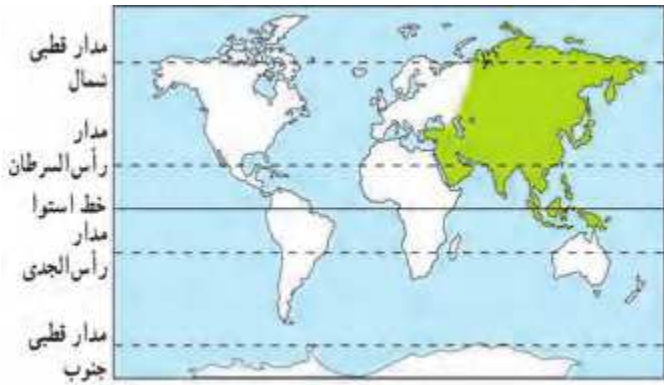 مدار قطبی
شمال
مدار
رأس‌السرطان
خط استوا
مدار
رأس‌الجدی
مدار قطبی
جنوب